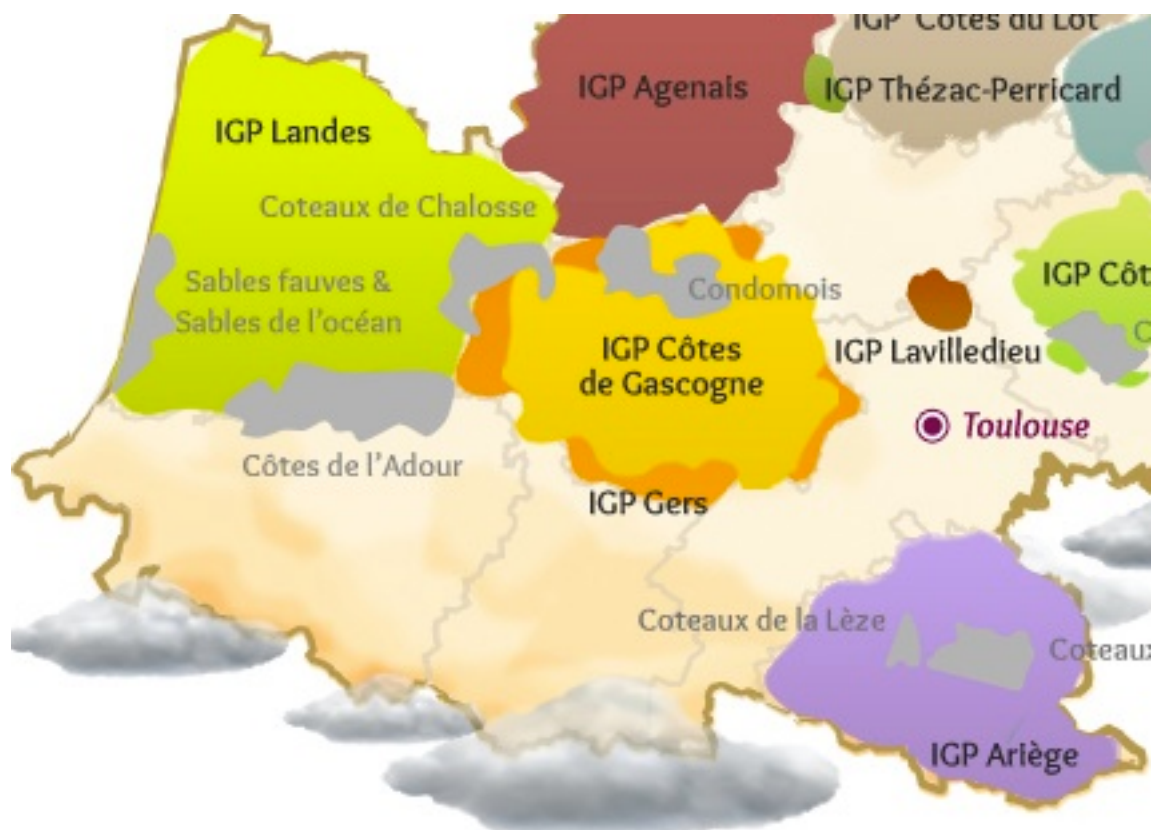 IGP Côtes du Lot
IGP Agenais
IGP Thézac-Perricard
IGP Landes
Coteaux de Chalosse
Sables fauves &
Sables de l'océan
Condomois
IGP Côt
IGP Côtes
de Gascogne
IGP Lavilledieu
C
Toulouse
Côtes de l'Adour
IGP Gers
Coteaux de la Lèze
Coteaux
IGP Ariège